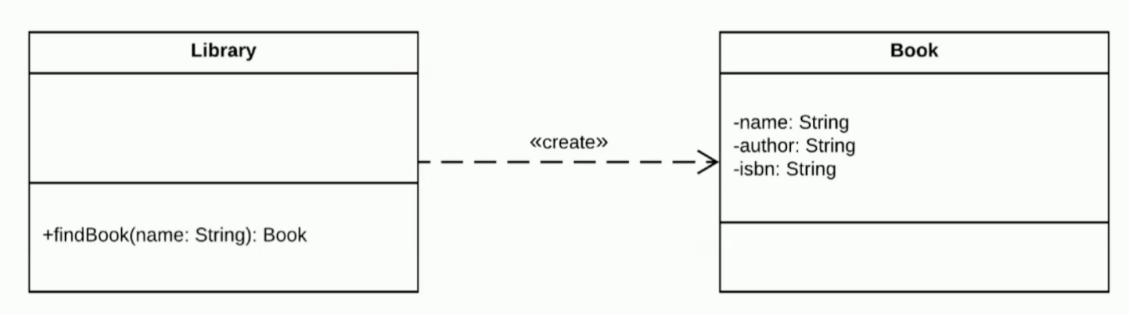 Library
+findBook(name: String): Book
«create»
Book
-name: String
-author: String
-isbn: String